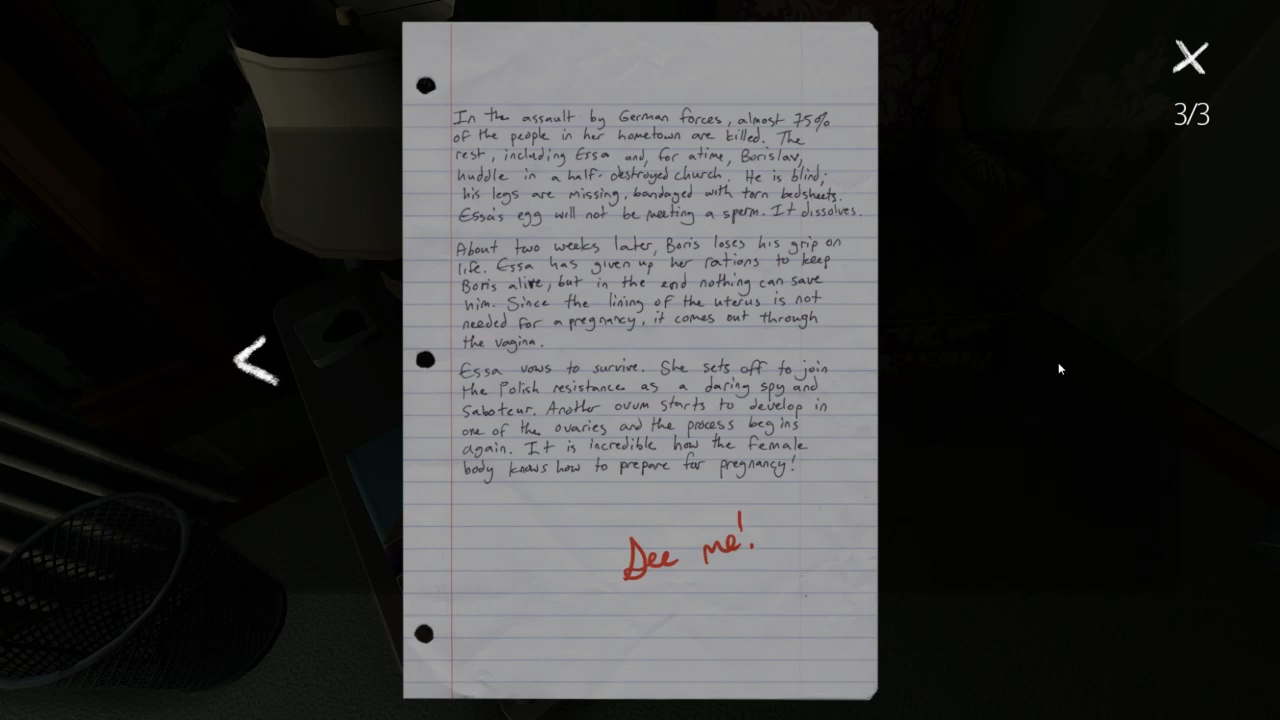 3/3
In the assault by German forces, almost 75%
of the people in her hometown are killed. The
rest, including Essa and, for atime, Borislav,
huddle in a half-destroyed church. He is blind;
his legs are missing, bandaged with torn bedsheets.
Essa's egg will not be meeting a sperm. It dissolves.
About two weeks later, Boris loses his grip on
life. Essa has given up her rations to keep
Boris alive, but in the end nothing can save
him. Since the lining of the uterus is not
needed for a pregnancy, it comes out through
the vagina.
Essa vows to survive. She sets off to join
the Polish resistance as a daring spy and
saboteur. Another ovum starts to develop in
one of the ovaries and the process begins
again. It is incredible how the female
body knows how to prepare for pregnancy!
See me!